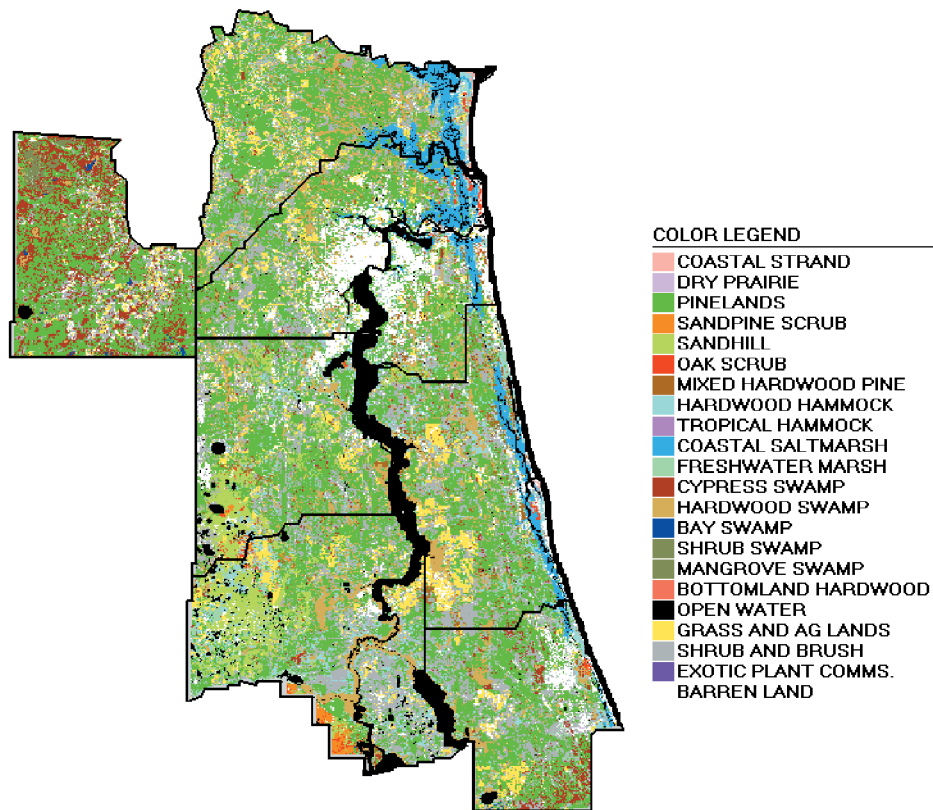 COLOR LEGEND
COASTAL STRAND
DRY PRAIRIE
PINELANDS
SANDPINE SCRUB
SANDHILL
OAK SCRUB
MIXED HARDWOOD PINE
HARDWOOD HAMMOCK
TROPICAL HAMMOCK
COASTAL SALTMARSH
FRESHWATER MARSH
CYPRESS SWAMP
HARDWOOD SWAMP
BAY SWAMP
SHRUB SWAMP
MANGROVE SWAMP
BOTTOMLAND HARDWOOD
OPEN WATER
GRASS AND AG LANDS
SHRUB AND BRUSH
EXOTIC PLANT COMMS.
BARREN LAND